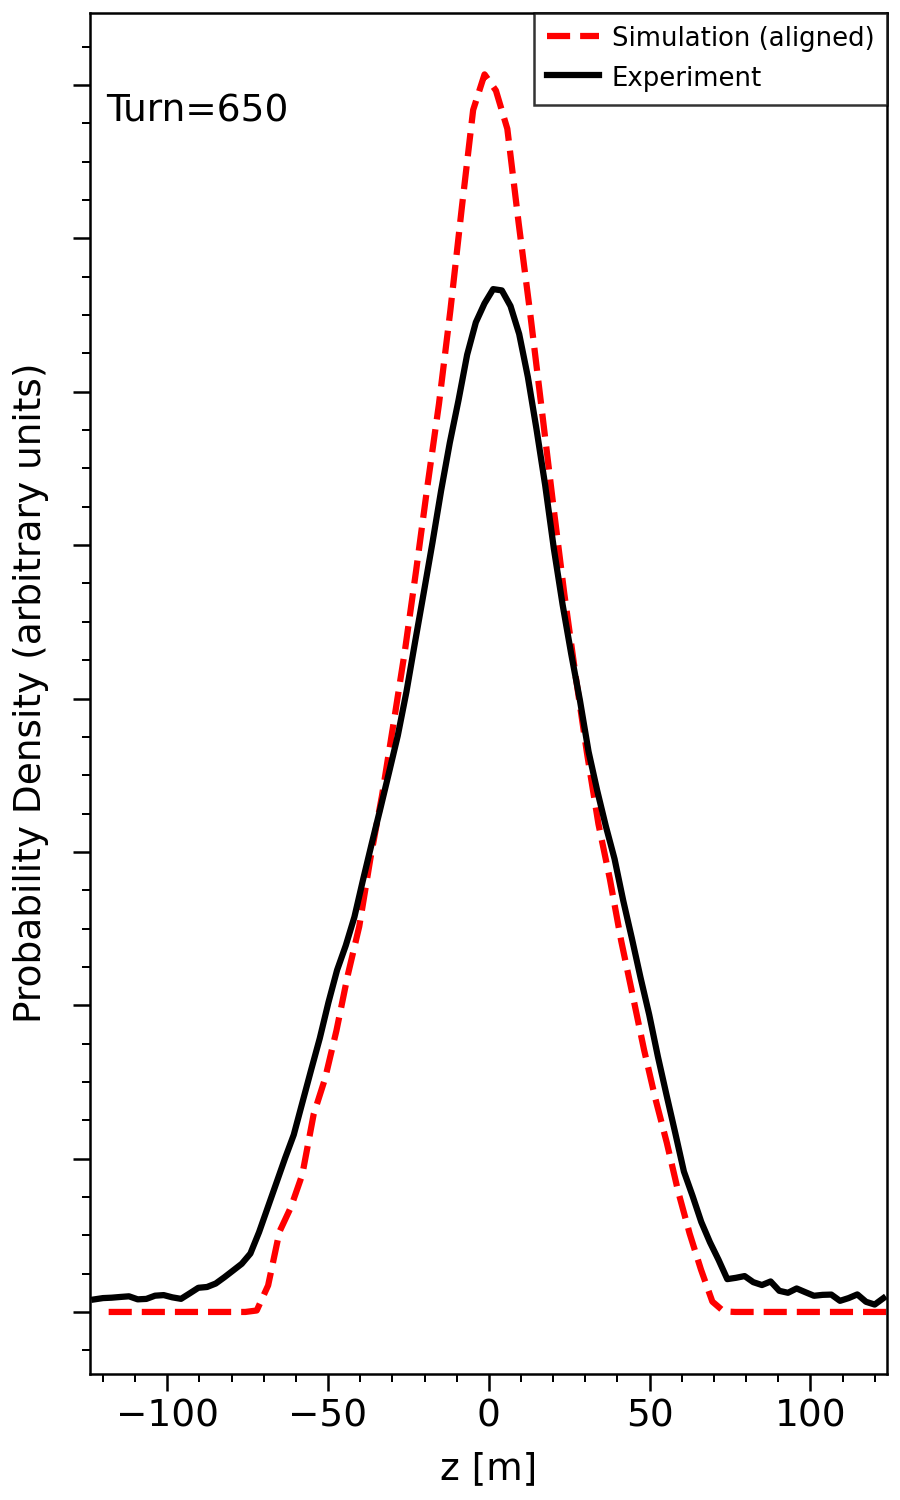 Simulation (aligned)
Experiment
Turn=650
Probability Density (arbitrary units)
−100 −50 0 50 100
z [m]